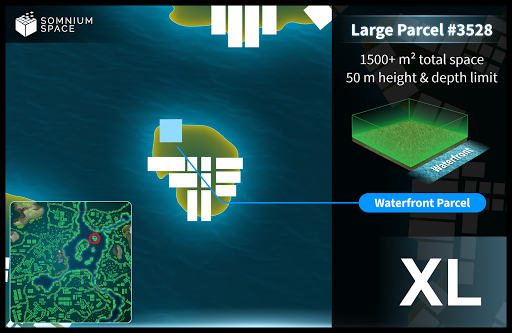 SOMNIUM
SPACE
Large Parcel #3528
1500+ m² total space
50 m height & depth limit
Waterfront
Waterfront Parcel
XL